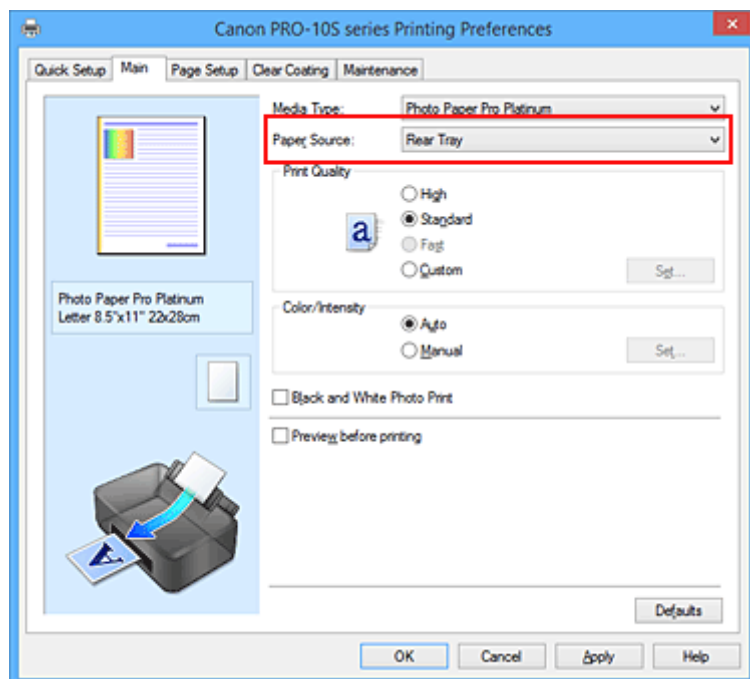 Canon PRO-10S series Printing Preferences
Quick Setup Main Page Setup Clear Coating Maintenance
Media Type: Photo Paper Pro Platinum
Paper Source: Rear Tray
Print Quality
High
a
Standard
Fast
Custom Set...
Photo Paper Pro Platinum
Letter 8.5"x11" 22x28cm
Color/Intensity
Auto
Manual Set...
Black and White Photo Print
Preview before printing
A
Defaults
OK Cancel Apply Help